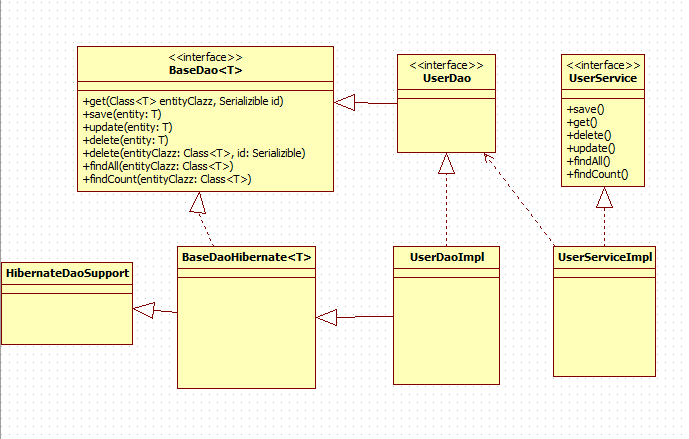 <<interface>>
BaseDao<T>
+get(Class<T> entityClazz, Serializible id)
+save(entity: T)
+update(entity: T)
+delete(entity: T)
+delete(entityClazz: Class<T>, id: Serializible)
+findAll(entityClazz: Class<T>)
+findCount(entityClazz: Class<T>)
<<interface>>
UserDao
<<interface>>
UserService
+save()
+get()
+delete()
+update()
+findAll()
+findCount()
HibernateDaoSupport
BaseDaoHibernate<T>
UserDaoImpl
UserServiceImpl